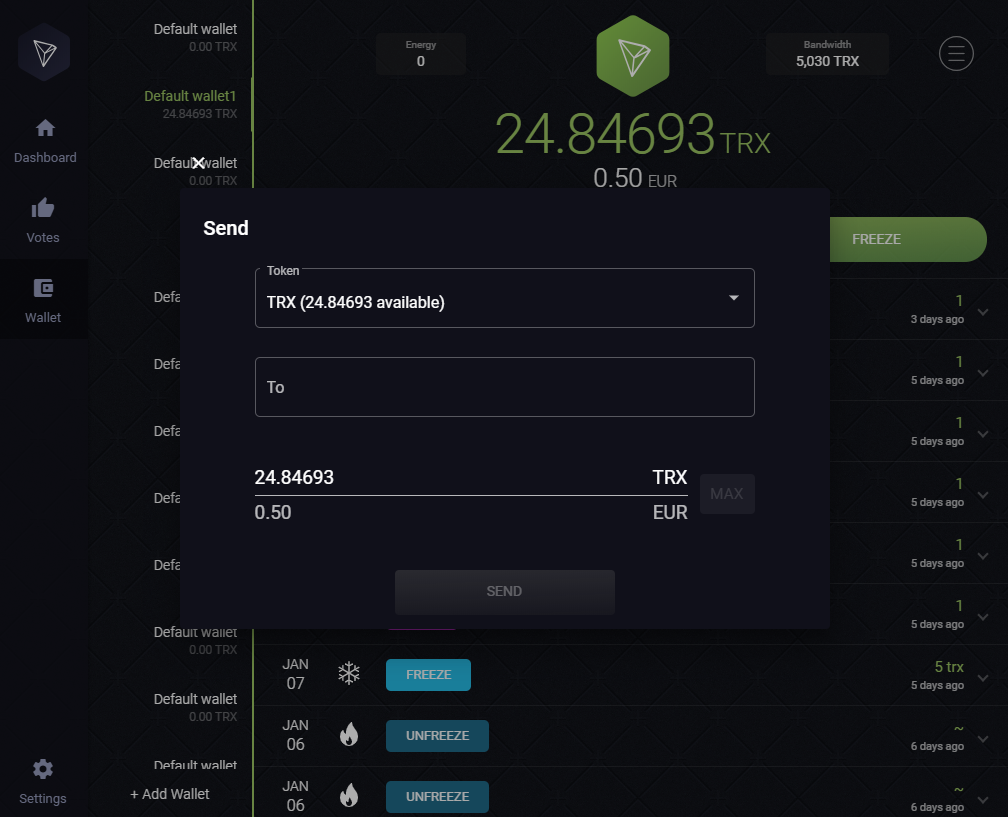 Dashboard
Votes
Wallet
Settings
Default wallet
0.00 TRX
Default wallet1
24.84693 TRX
Default wallet
0.00 TRX
Defa
Defa
Defa
Defa
Defa
Default wallet
0.00 TRX
Default wallet
0.00 TRX
Default wallet
+ Add Wallet
Energy
0
Bandwidth
5,030 TRX
24.84693 TRX
0.50 EUR
FREEZE
Send
Token
TRX (24.84693 available)
To
24.84693 TRX
MAX
0.50 EUR
SEND
1
3 days ago
1
5 days ago
1
5 days ago
1
5 days ago
1
5 days ago
1
5 days ago
JAN
07
FREEZE
5 trx
5 days ago
JAN
06
UNFREEZE
~
6 days ago
JAN
06
UNFREEZE
~
6 days ago